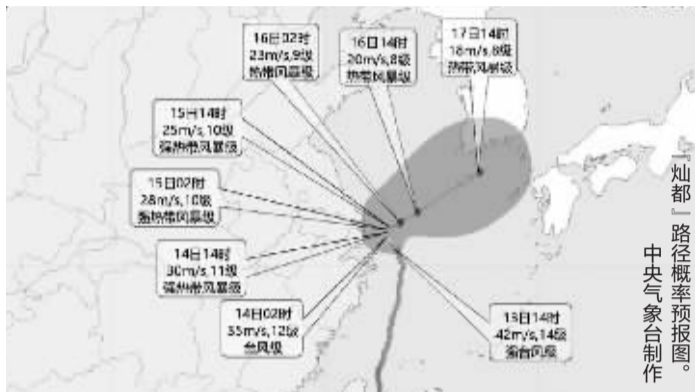 16日02时
23m/s,9级
热带风暴级
16日14时
20m/s,8级
热带风暴级
17日14时
18m/s,8级
热带风暴级
15日14时
25m/s,10级
强热带风暴级
15日02时
28m/s,10级
强热带风暴级
14日14时
30m/s,11级
强热带风暴级
14日02时
35m/s,12级
台风级
13日14时
42m/s,14级
强台风级
『灿都』路径概率预报图。
中央气象台制作